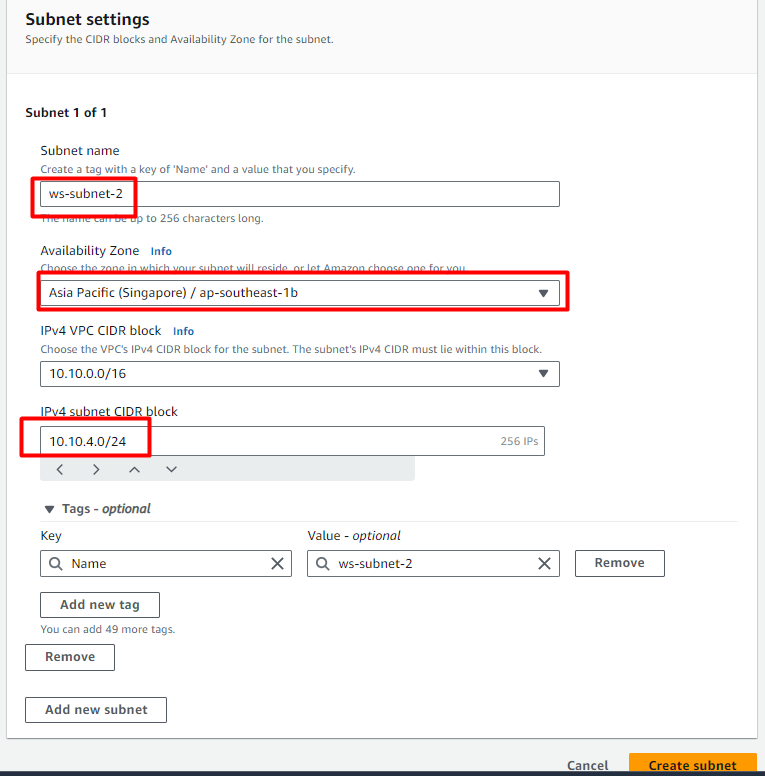 Subnet settings
Specify the CIDR blocks and Availability Zone for the subnet.
Subnet 1 of 1
Subnet name
Create a tag with a key of 'Name' and a value that you specify.
ws-subnet-2
The name can be up to 256 characters long.
Availability Zone Info
Choose the zone in which your subnet will reside, or let Amazon choose one for you.
Asia Pacific (Singapore) / ap-southeast-1b
IPv4 VPC CIDR block Info
Choose the VPC's IPv4 CIDR block for the subnet. The subnet's IPv4 CIDR must lie within this block.
10.10.0.0/16
IPv4 subnet CIDR block
10.10.4.0/24 256 IPs
Tags - optional
Key Value - optional
Name ws-subnet-2 Remove
Add new tag
You can add 49 more tags.
Remove
Add new subnet
Cancel Create subnet